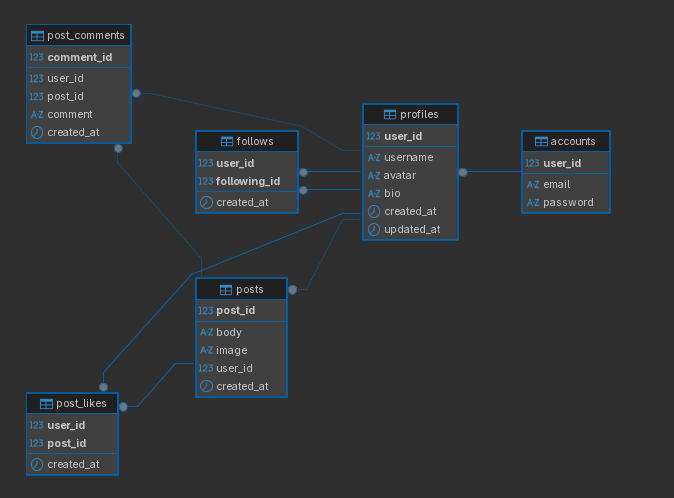 post_comments
123 comment_id
123 user_id
123 post_id
A-Z comment
created_at
follows
123 user_id
123 following_id
created_at
profiles
123 user_id
A-Z username
A-Z avatar
A-Z bio
created_at
updated_at
accounts
123 user_id
A-Z email
A-Z password
posts
123 post_id
A-Z body
A-Z image
123 user_id
created_at
post_likes
123 user_id
123 post_id
created_at